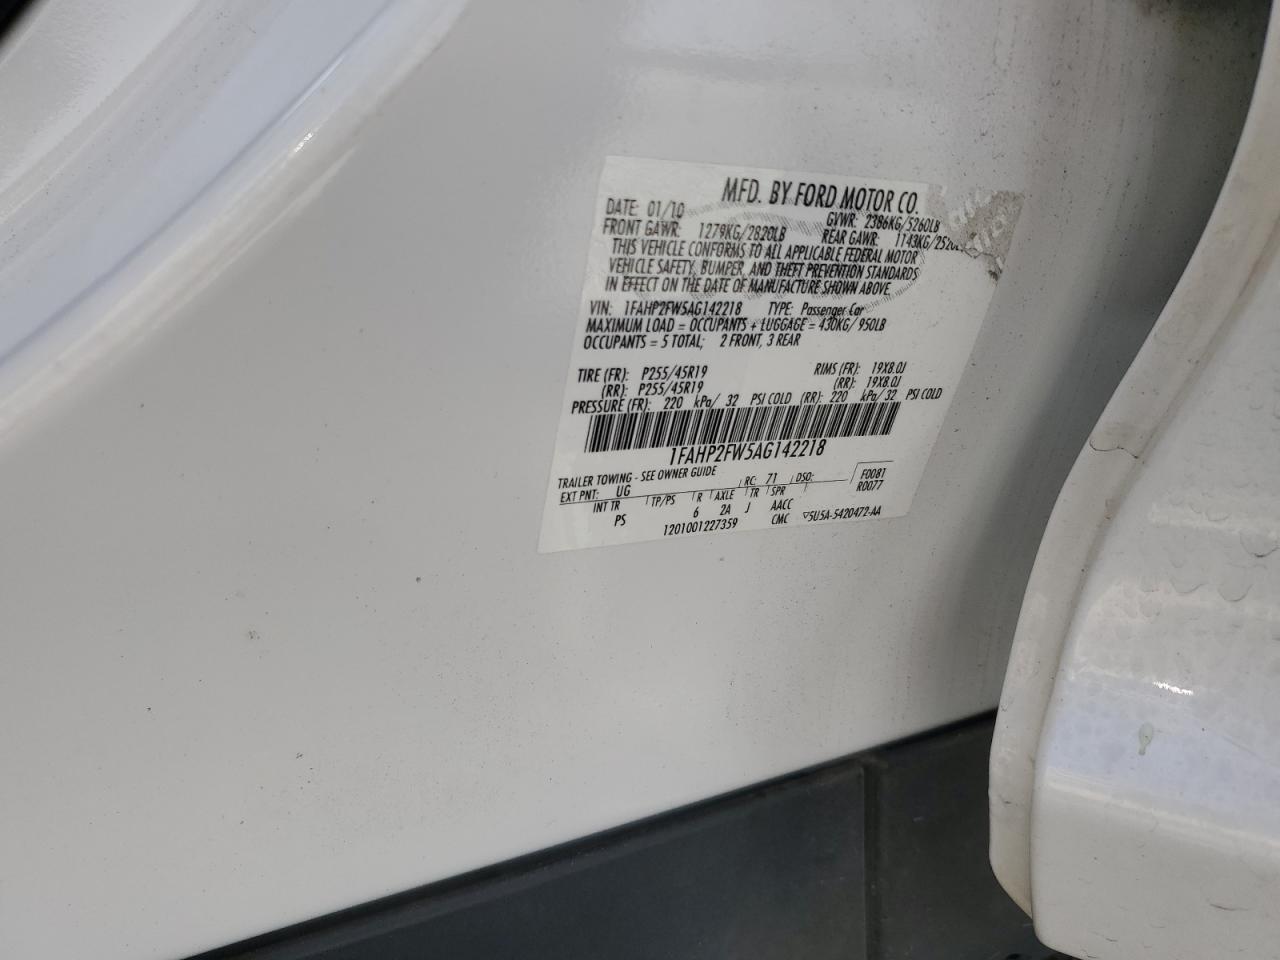 MFD. BY FORD MOTOR CO.
DATE: 01/10 GVWR: 2386KG/5260LB
FRONT GAWR: 1279KG/2820LB REAR GAWR: 1143KG/2520L
THIS VEHICLE CONFORMS TO ALL APPLICABLE FEDERAL MOTOR
VEHICLE SAFETY, BUMPER, AND THEFT PREVENTION STANDARDS
IN EFFECT ON THE DATE OF MANUFACTURE SHOWN ABOVE.
VIN: 1FAHP2FW5AG142218 TYPE: Passenger Car
MAXIMUM LOAD = OCCUPANTS + LUGGAGE = 430KG/ 950LB
OCCUPANTS = 5 TOTAL; 2 FRONT, 3 REAR
TIRE (FR): P255/45R19 RIMS (FR): 19X8.0J
(RR): P255/45R19 (RR): 19X8.0J
PRESSURE (FR): 220 kPa/ 32 PSI COLD (RR): 220 kPa/ 32 PSI COLD
1FAHP2FW5AG142218
TRAILER TOWING - SEE OWNER GUIDE
EXT PNT: UG RC: 71 DSO: F0081
INT TR TP/PS R AXLE TR SPR R0077
PS 6 2A J AACC
1201001227359 CMC ▽5U5A-5420472-AA